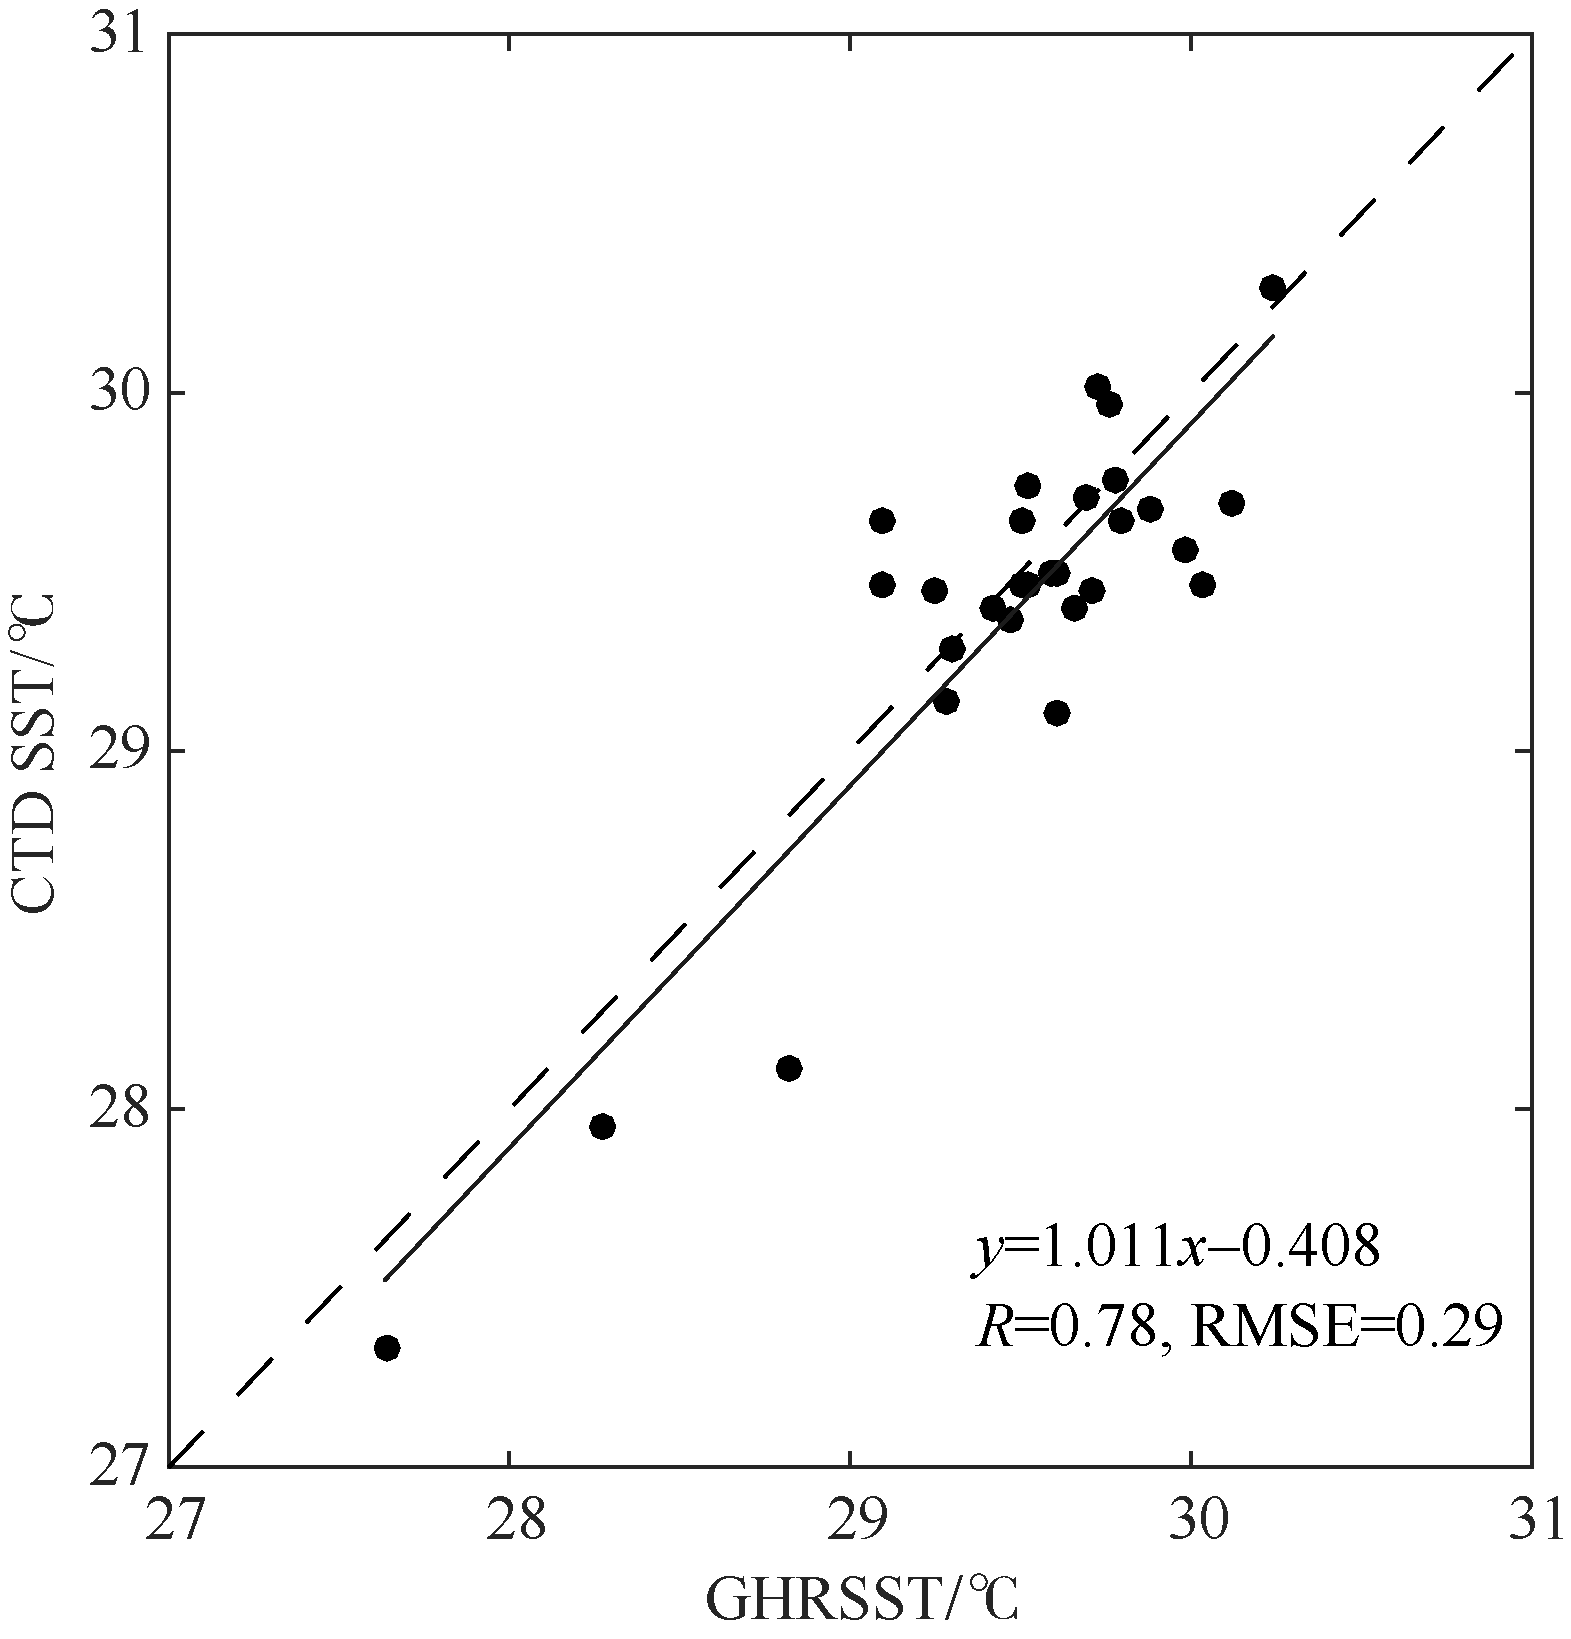 31
30
29
28
27
CTD SST/℃
y=1.011x–0.408
R=0.78, RMSE=0.29
27 28 29 30 31
GHRSST/℃